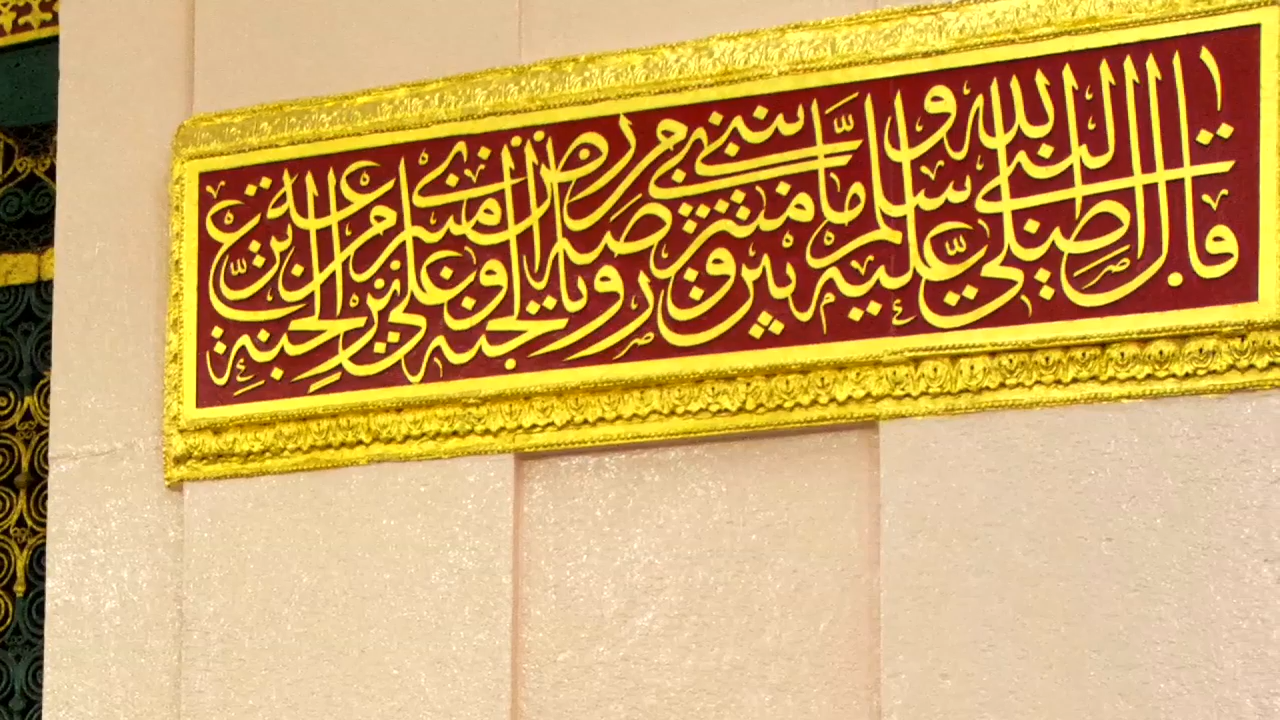 قال النبي صلى الله عليه وسلم ما بين بيتي ومنبري روضة من رياض الجنة ومنبري على ترعة من ترع الجنة